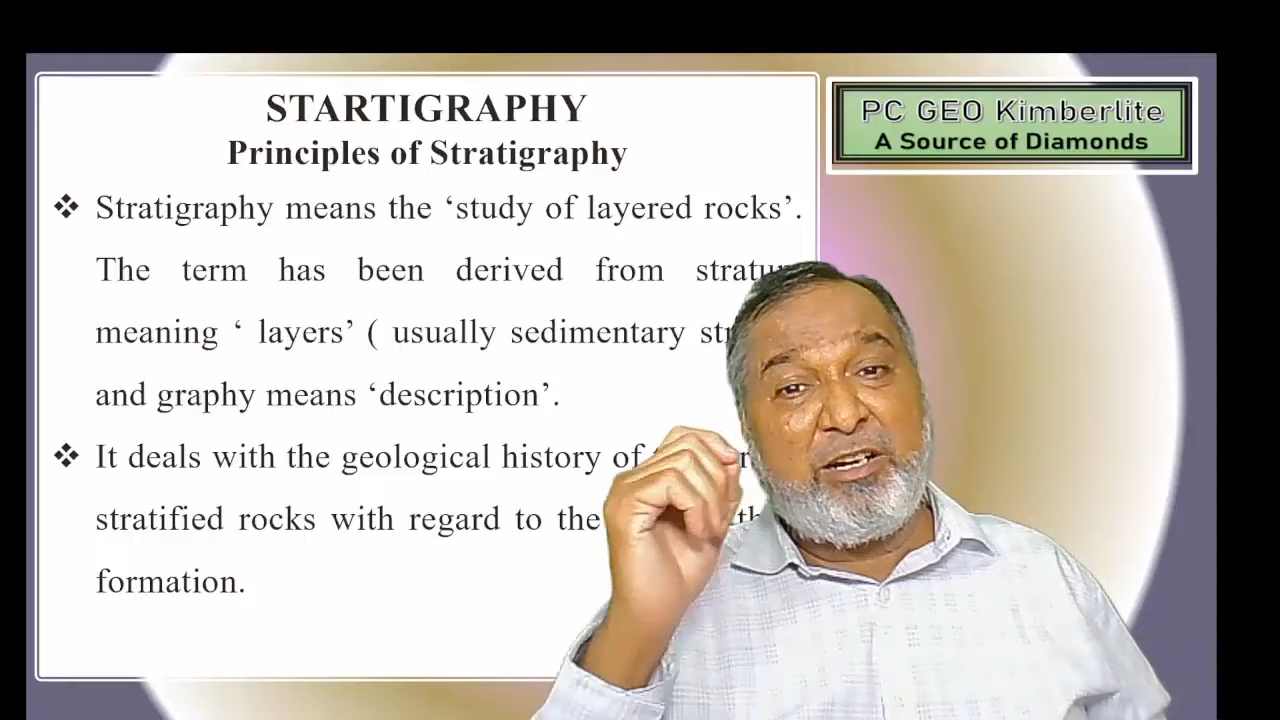 STARTIGRAPHY
Principles of Stratigraphy
PC GEO Kimberlite
A Source of Diamonds
❖ Stratigraphy means the ‘study of layered rocks’.
The term has been derived from
meaning ‘ layers’ ( usually sedimentary
and graphy means ‘description’.
❖ It deals with the geological history of
stratified rocks with regard to the
formation.